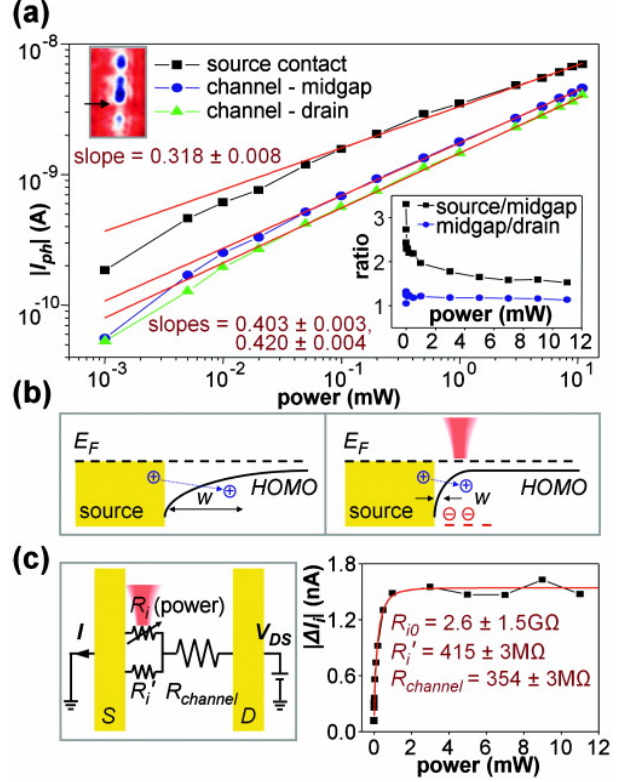 (a)
10⁻⁸
10⁻⁹
10⁻¹⁰
|I_ph| (A)
source contact
channel - midgap
channel - drain
slope = 0.318 ± 0.008
slopes = 0.403 ± 0.003,
0.420 ± 0.004
3
2
1
ratio
source/midgap
midgap/drain
0 2 4 6 8 10 12
power (mW)
10⁻³ 10⁻² 10⁻¹ 10⁰ 10¹
power (mW)
(b)
E_F
source
HOMO
w
E_F
source
HOMO
w
(c)
R_i (power)
I
V_DS
R_i'
R_channel
S
D
1.8
1.2
0.6
0.0
|ΔI_i| (nA)
R_i0 = 2.6 ± 1.5GΩ
R_i' = 415 ± 3MΩ
R_channel = 354 ± 3MΩ
0 2 4 6 8 10 12
power (mW)